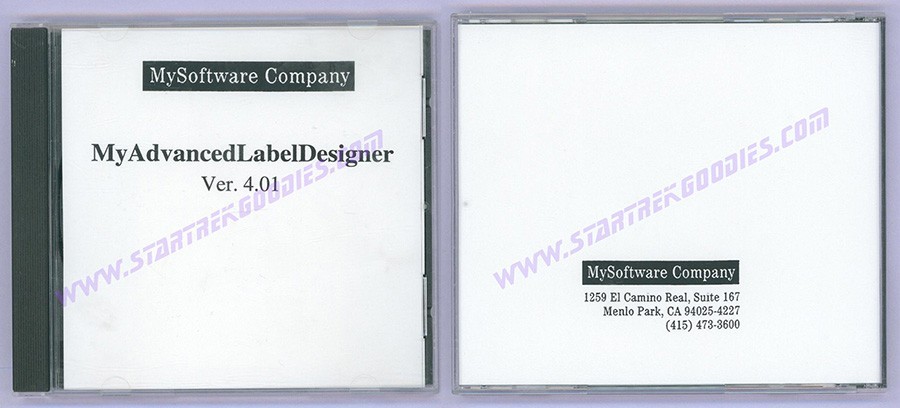 MySoftware Company
MyAdvancedLabelDesigner
Ver. 4.01
WWW.STARTREKGOODIES.COM
WWW.STARTREKGOODIES.COM
MySoftware Company
1259 El Camino Real, Suite 167
Menlo Park, CA 94025-4227
(415) 473-3600